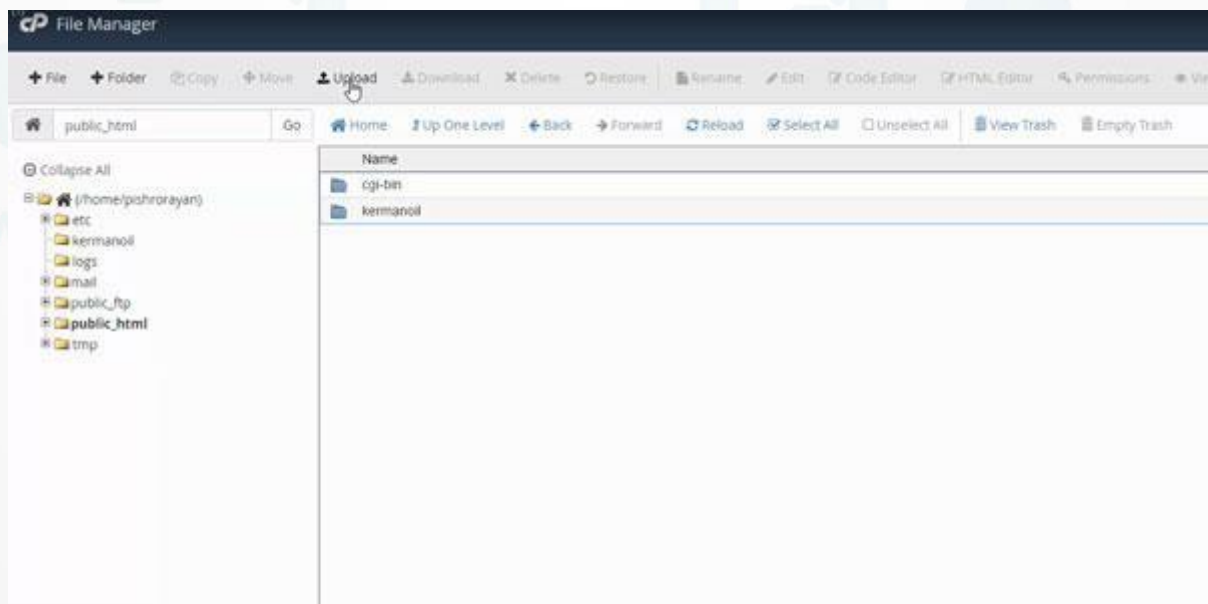 cP File Manager
+ File + Folder Copy Move Upload Download Delete Restore Rename Edit Code Editor HTML Editor Permissions
public_html Go Home Up One Level Back Forward Reload Select All Unselect All View Trash Empty Trash
Collapse All
Name
(/home/pishrorayan)
cgi-bin
etc
kermanoil
kermanoil
logs
mail
public_ftp
public_html
tmp